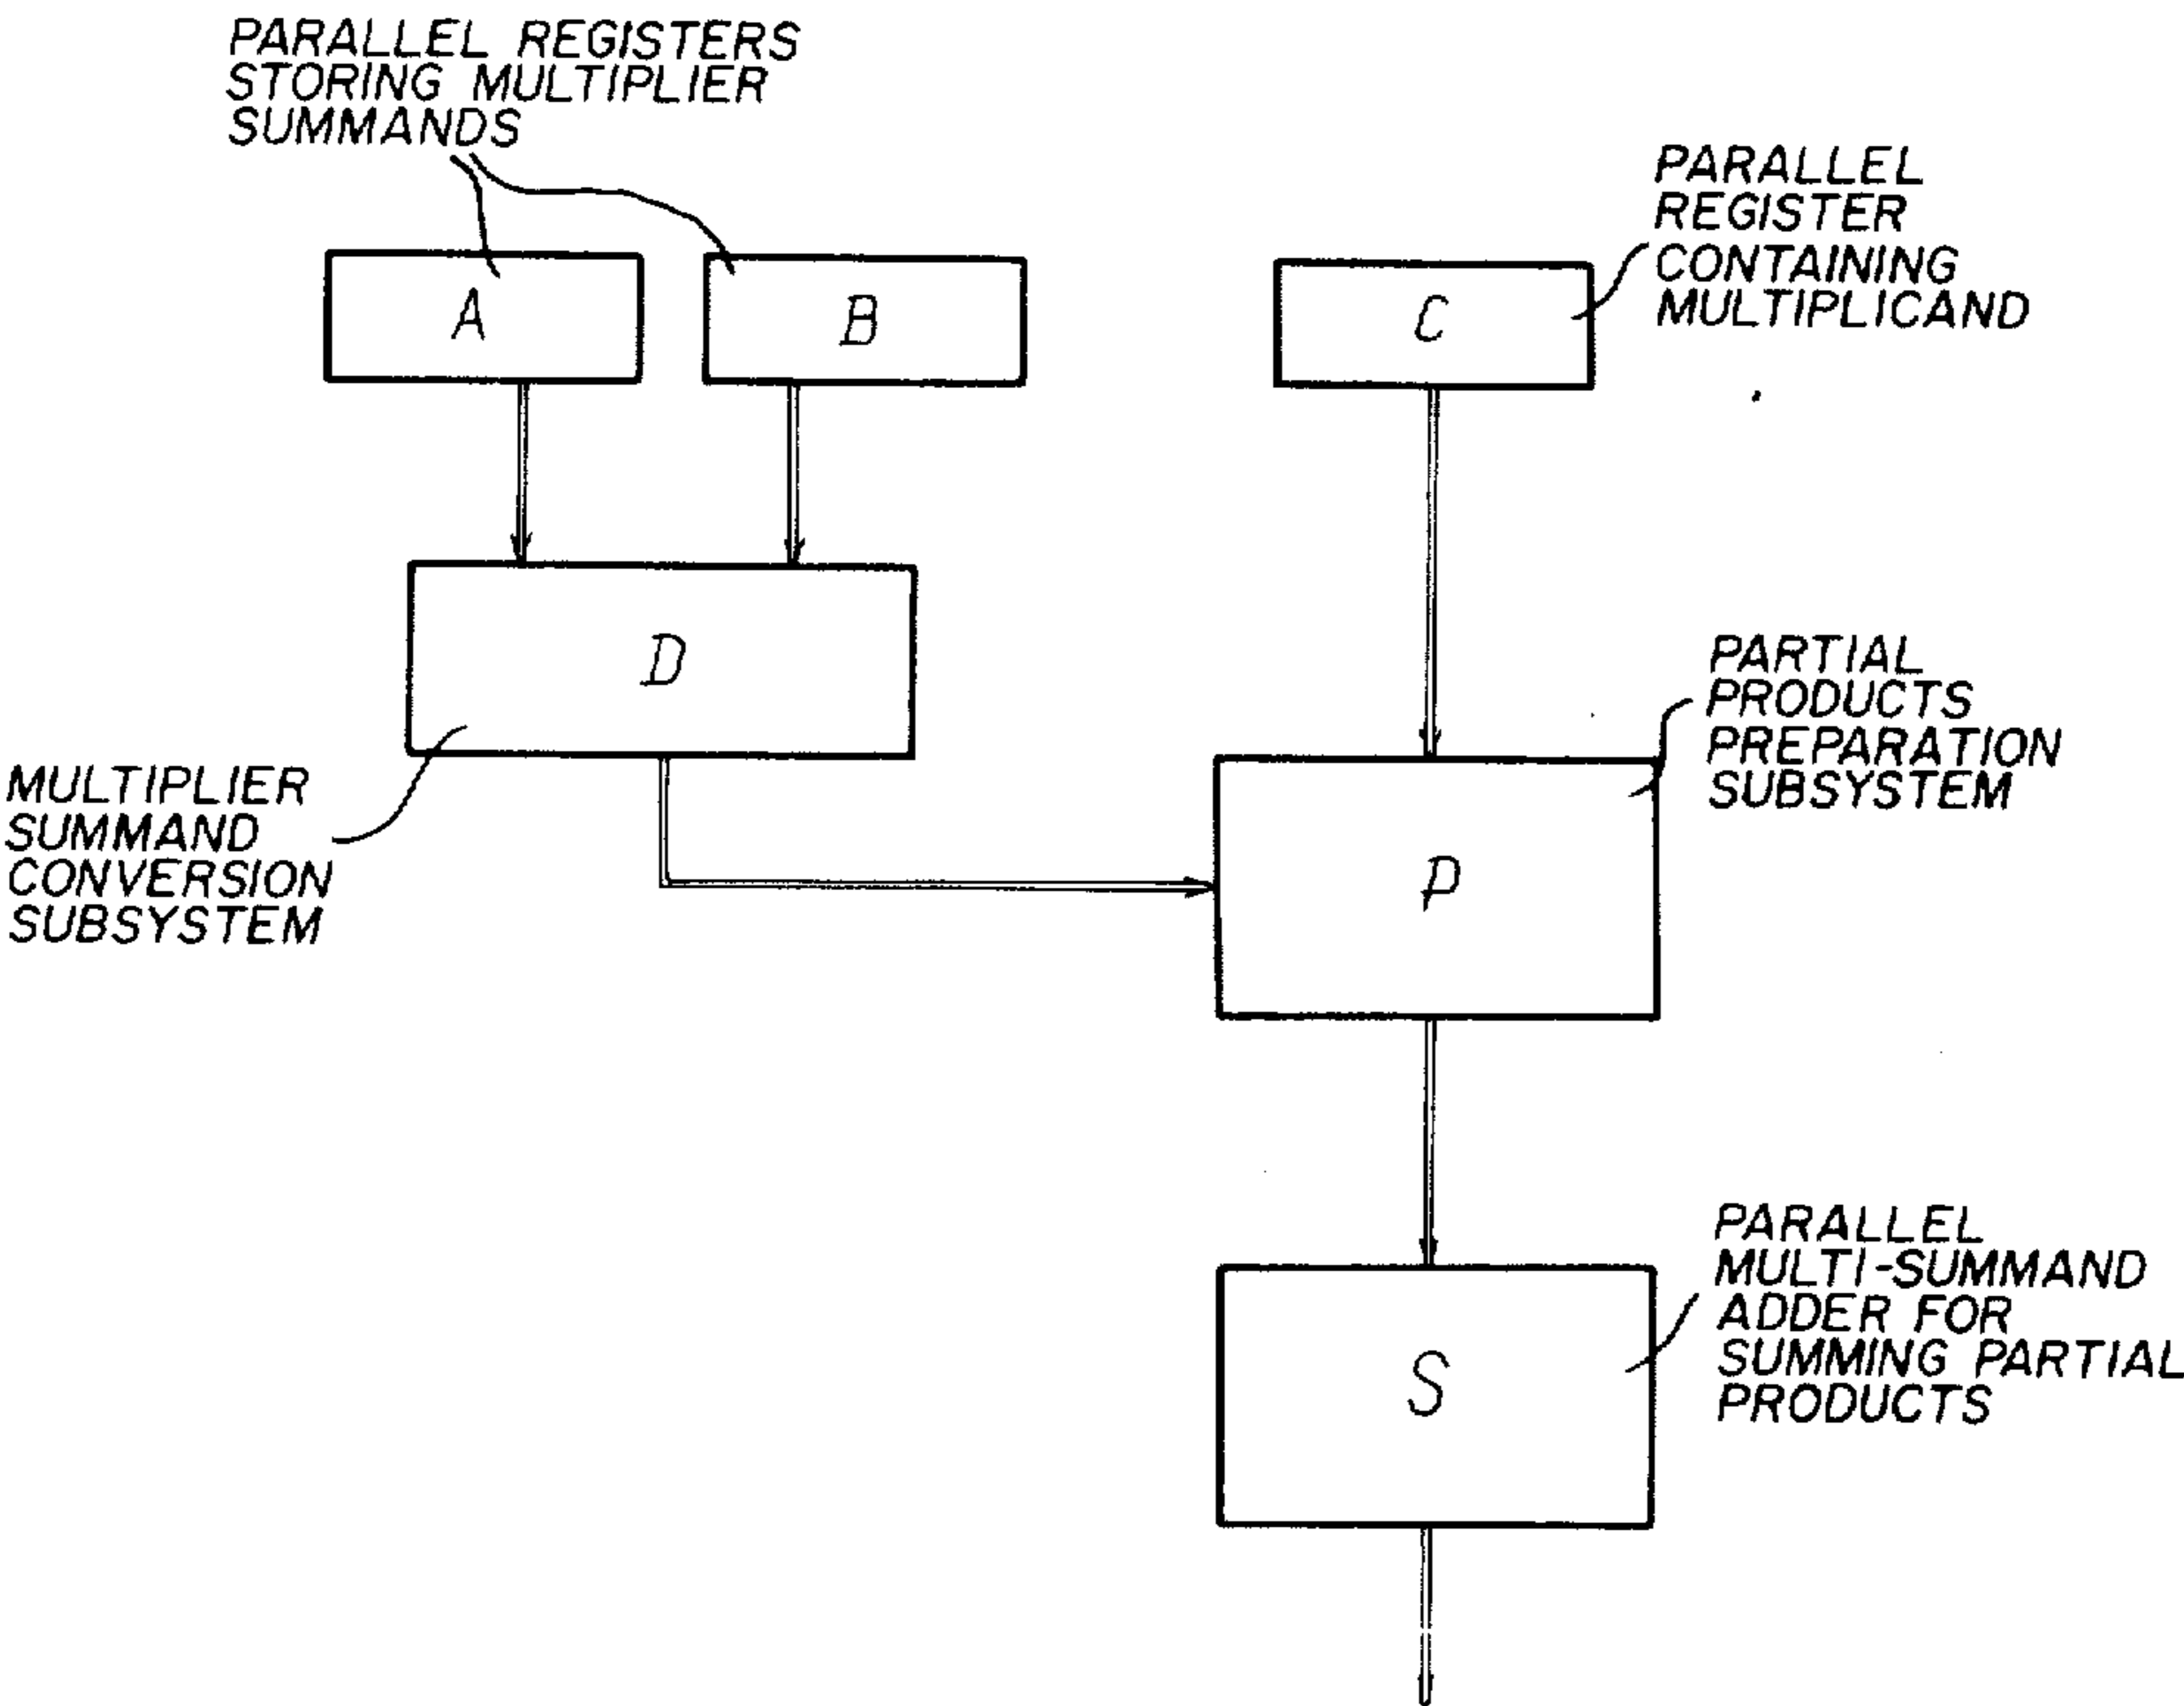 PARALLEL REGISTERS
STORING MULTIPLIER
SUMMANDS
PARALLEL
REGISTER
CONTAINING
MULTIPLICAND
A
B
C
D
MULTIPLIER
SUMMAND
CONVERSION
SUBSYSTEM
PARTIAL
PRODUCTS
PREPARATION
SUBSYSTEM
P
PARALLEL
MULTI-SUMMAND
ADDER FOR
SUMMING PARTIAL
PRODUCTS
S